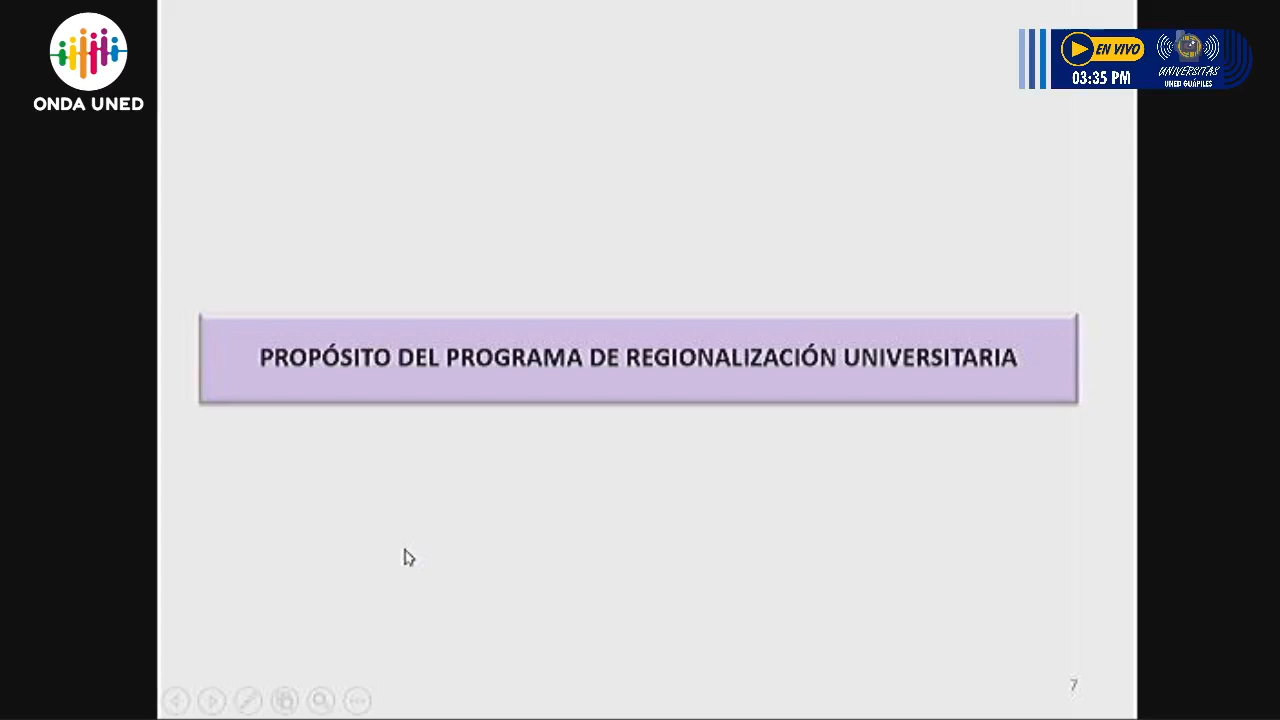 ONDA UNED
EN VIVO
03:35 PM
UNIVERSITAS
UNED GUÁPILES
PROPÓSITO DEL PROGRAMA DE REGIONALIZACIÓN UNIVERSITARIA
7